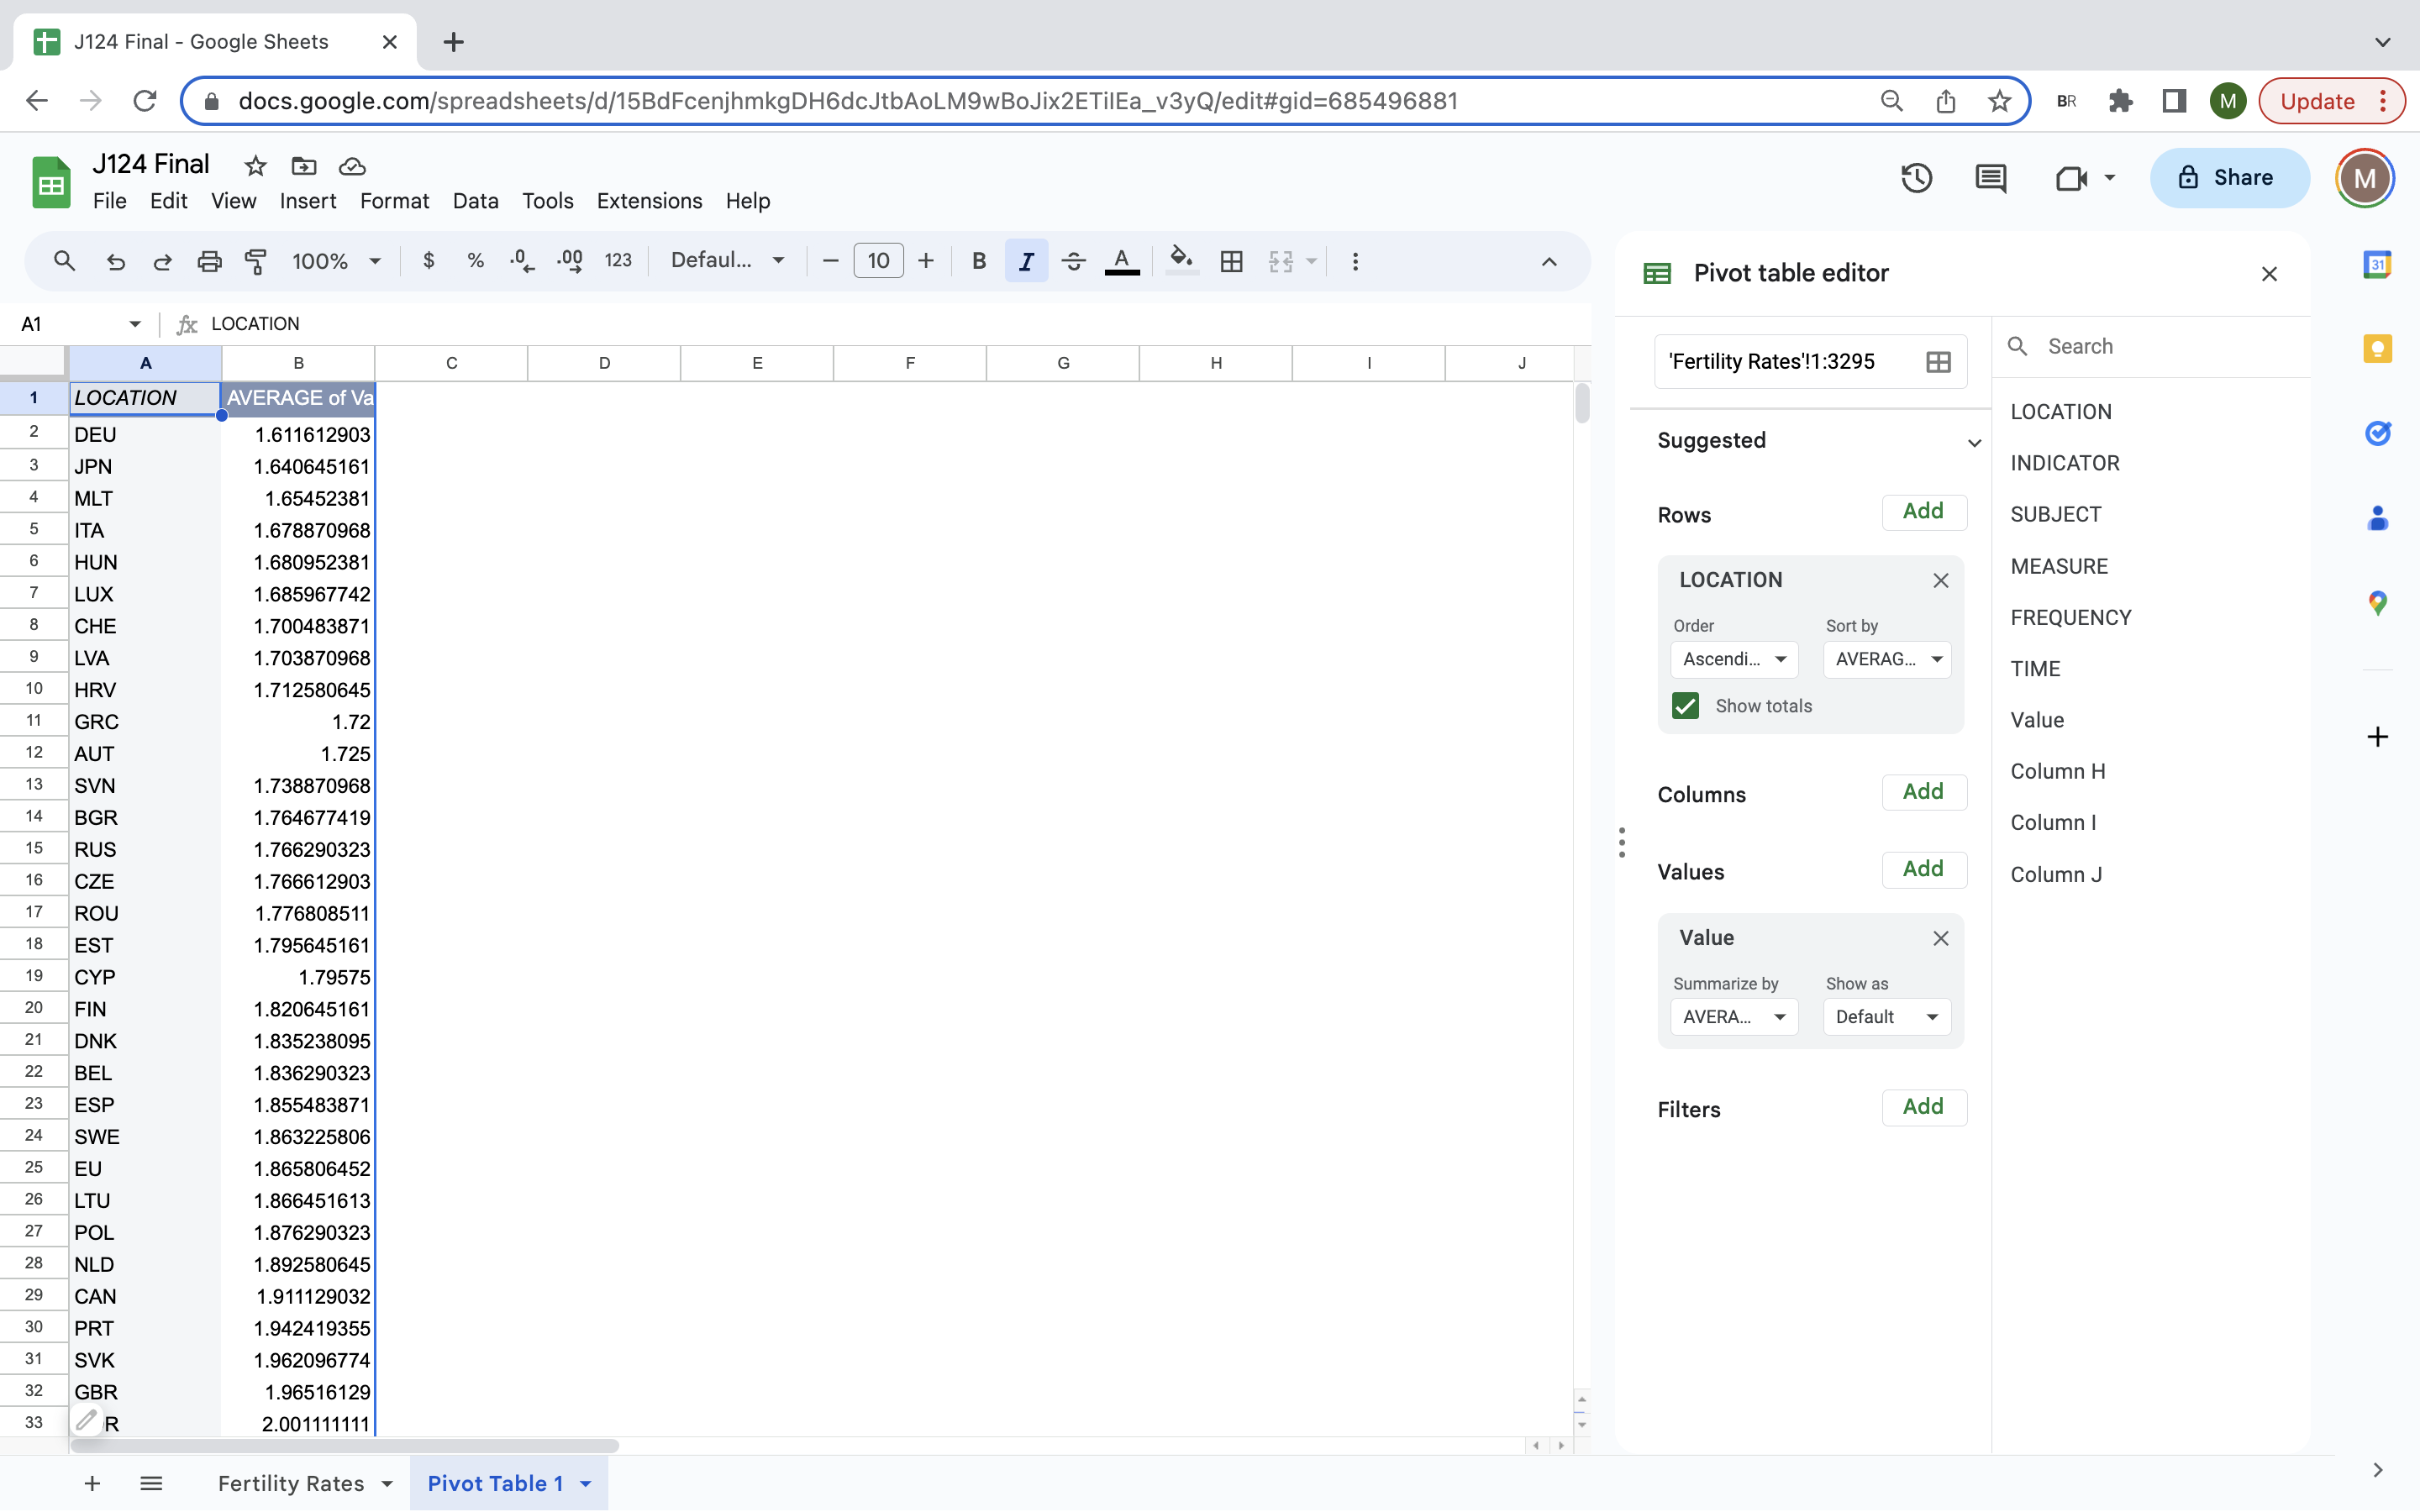 J124 Final - Google Sheets
docs.google.com/spreadsheets/d/15BdFcenjhmkgDH6dcJtbAoLM9wBoJix2ETilEa_v3yQ/edit#gid=685496881
BR
M
Update
J124 Final
File Edit View Insert Format Data Tools Extensions Help
Share
M
100% $ % .0 .00 123 Defaul... 10 B I S A
A1 fx LOCATION
A B C D E F G H I J
1 LOCATION AVERAGE of Va
2 DEU 1.611612903
3 JPN 1.640645161
4 MLT 1.65452381
5 ITA 1.678870968
6 HUN 1.680952381
7 LUX 1.685967742
8 CHE 1.700483871
9 LVA 1.703870968
10 HRV 1.712580645
11 GRC 1.72
12 AUT 1.725
13 SVN 1.738870968
14 BGR 1.764677419
15 RUS 1.766290323
16 CZE 1.766612903
17 ROU 1.776808511
18 EST 1.795645161
19 CYP 1.79575
20 FIN 1.820645161
21 DNK 1.835238095
22 BEL 1.836290323
23 ESP 1.855483871
24 SWE 1.863225806
25 EU 1.865806452
26 LTU 1.866451613
27 POL 1.876290323
28 NLD 1.892580645
29 CAN 1.911129032
30 PRT 1.942419355
31 SVK 1.962096774
32 GBR 1.96516129
33 R 2.001111111
Fertility Rates
Pivot Table 1
Pivot table editor
'Fertility Rates'!1:3295
Suggested
Rows Add
LOCATION
Order Sort by
Ascendi... AVERAG...
Show totals
Columns Add
Values Add
Value
Summarize by Show as
AVERA... Default
Filters Add
Search
LOCATION
INDICATOR
SUBJECT
MEASURE
FREQUENCY
TIME
Value
Column H
Column I
Column J
31